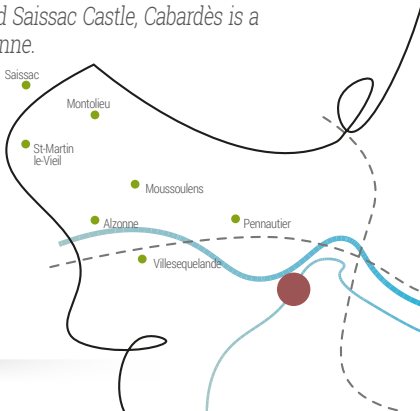 d Saissac Castle, Cabardès is a
nne.
Saissac
Montolieu
St-Martin
le-Vieil
Moussoulens
Alzonne
Pennautier
Villesequelande